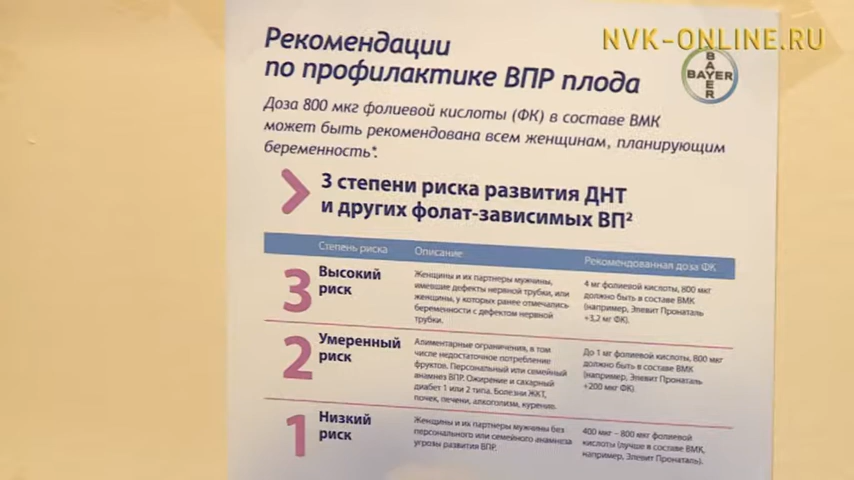 NVK-ONLINE.RU
Рекомендации
по профилактике ВПР плода
BAYER
BAYER
Доза 800 мкг фолиевой кислоты (ФК) в составе ВМК
может быть рекомендована всем женщинам, планирующим
беременность*.
3 степени риска развития ДНТ
и других фолат-зависимых ВП²
Степень риска Описание Рекомендованная доза ФК
3 Высокий
риск
Женщины и их партнеры мужчины,
имевшие дефекты нервной трубки, или
женщины, у которых ранее отмечались
беременности с дефектом нервной
трубки.
4 мг фолиевой кислоты, 800 мкг
должно быть в составе ВМК
(например, Элевит Пронаталь
+3,2 мг ФК).
2 Умеренный
риск
Алиментарные ограничения, в том
числе недостаточное потребление
фруктов. Персональный или семейный
анамнез ВПР. Ожирение и сахарный
диабет 1 или 2 типа. Болезни ЖКТ,
почек, печени, алкоголизм, курение.
До 1 мг фолиевой кислоты, 800 мкг
должно быть в составе ВМК
(например, Элевит Пронаталь
+200 мкг ФК).
1 Низкий
риск
Женщины и их партнеры мужчины без
персонального или семейного анамнеза
угрозы развития ВПР.
400 мкг – 800 мкг фолиевой
кислоты (лучше в составе ВМК,
например, Элевит Пронаталь).